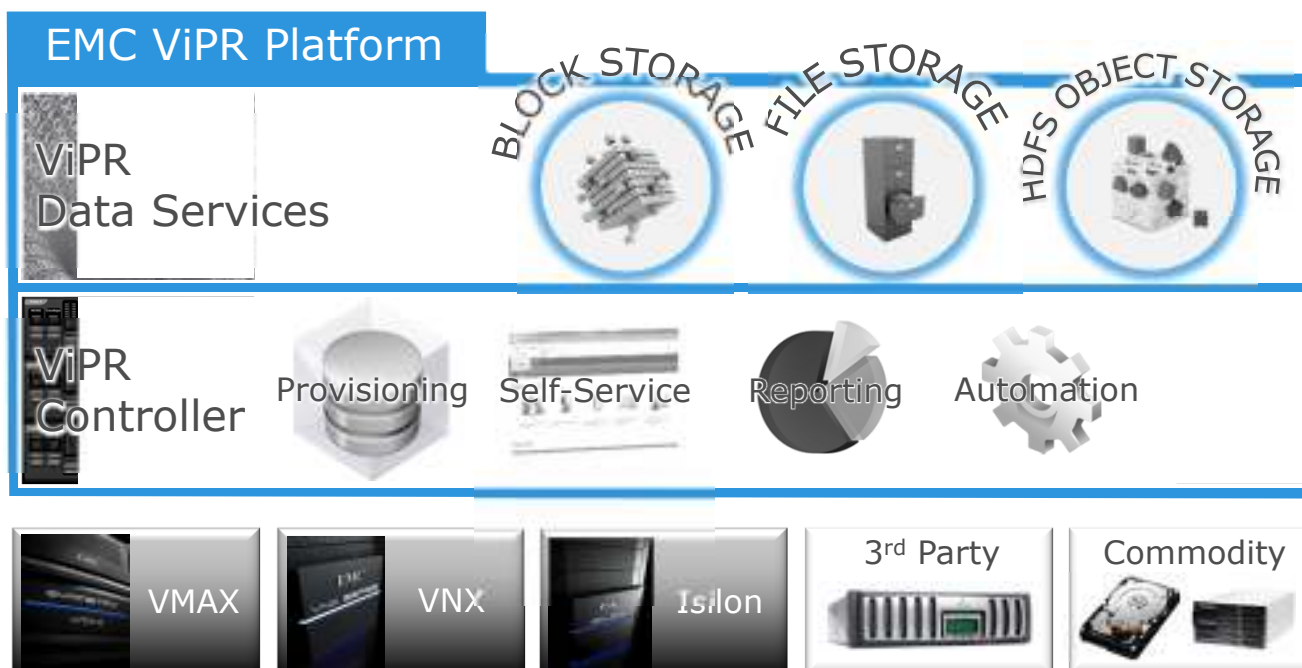 EMC ViPR Platform
BLOCK STORAGE
FILE STORAGE
HDFS OBJECT STORAGE
ViPR
Data Services
ViPR
Controller
Provisioning
Self-Service
Reporting
Automation
VMAX
EMC
VNX
Isilon
3rd Party
Commodity